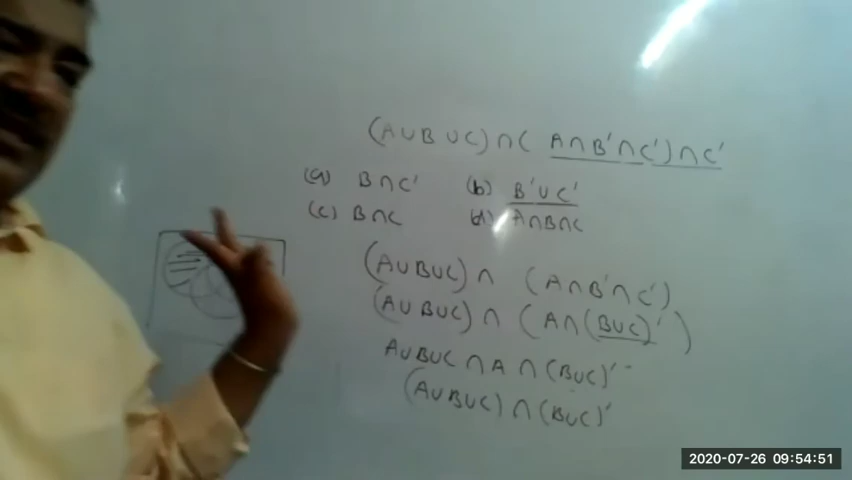 (A∪B∪C)∩( A∩B'∩C')∩C'
(a) B∩C' (b) B'∪C'
(c) B∩C (d) A∩B∩C
(A∪B∪C)∩ (A∩B'∩C')
(A∪B∪C)∩ (A∩(B∪C)')
A∪B∪C ∩ A ∩ (B∪C)'
(A∪B∪C)∩(B∪C)'
2020-07-26 09:54:51